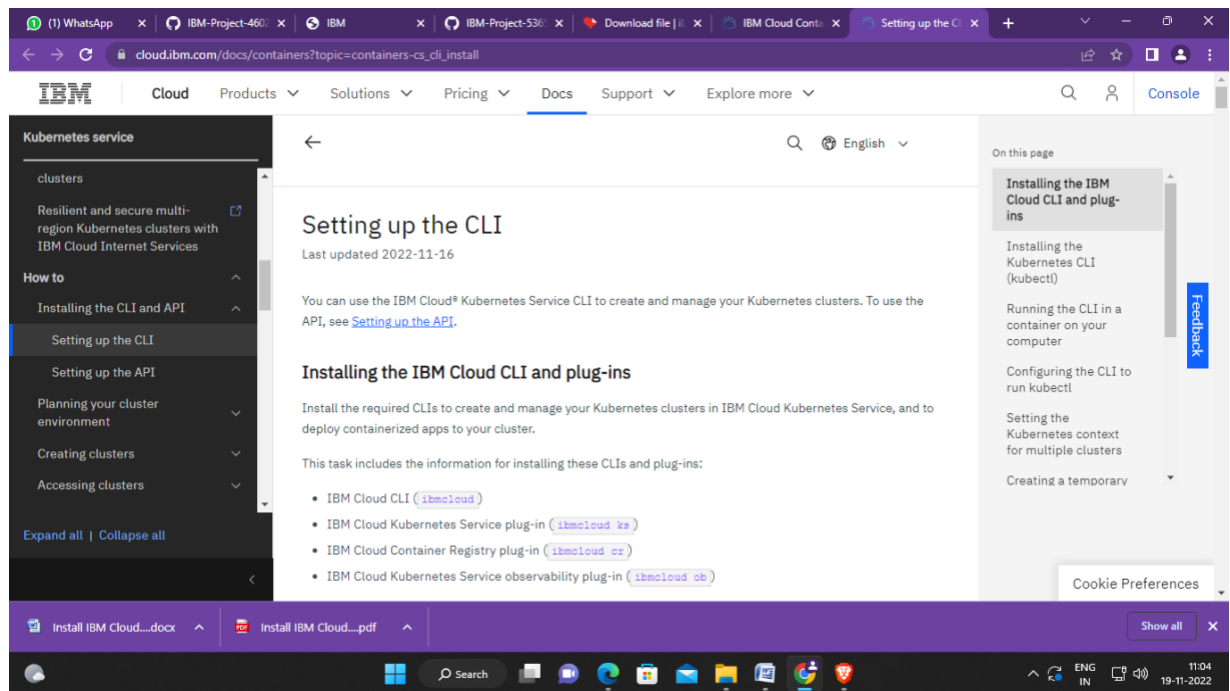 (1) WhatsApp
IBM-Project-4602
IBM
IBM-Project-536
Download file | iL
IBM Cloud Conta
Setting up the CL
cloud.ibm.com/docs/containers?topic=containers-cs_cli_install
IBM
Cloud
Products
Solutions
Pricing
Docs
Support
Explore more
Console
Kubernetes service
clusters
Resilient and secure multi-
region Kubernetes clusters with
IBM Cloud Internet Services
How to
Installing the CLI and API
Setting up the CLI
Setting up the API
Planning your cluster
environment
Creating clusters
Accessing clusters
Expand all | Collapse all
English
Setting up the CLI
Last updated 2022-11-16
You can use the IBM Cloud® Kubernetes Service CLI to create and manage your Kubernetes clusters. To use the
API, see Setting up the API.
Installing the IBM Cloud CLI and plug-ins
Install the required CLIs to create and manage your Kubernetes clusters in IBM Cloud Kubernetes Service, and to
deploy containerized apps to your cluster.
This task includes the information for installing these CLIs and plug-ins:
• IBM Cloud CLI ( ibmcloud )
• IBM Cloud Kubernetes Service plug-in ( ibmcloud ks )
• IBM Cloud Container Registry plug-in ( ibmcloud cr )
• IBM Cloud Kubernetes Service observability plug-in ( ibmcloud ob )
On this page
Installing the IBM
Cloud CLI and plug-
ins
Installing the
Kubernetes CLI
(kubectl)
Running the CLI in a
container on your
computer
Configuring the CLI to
run kubectl
Setting the
Kubernetes context
for multiple clusters
Creating a temporary
Feedback
Cookie Preferences
Install IBM Cloud....docx
PDF
Install IBM Cloud....pdf
Show all
Search
ENG
IN
11:04
19-11-2022